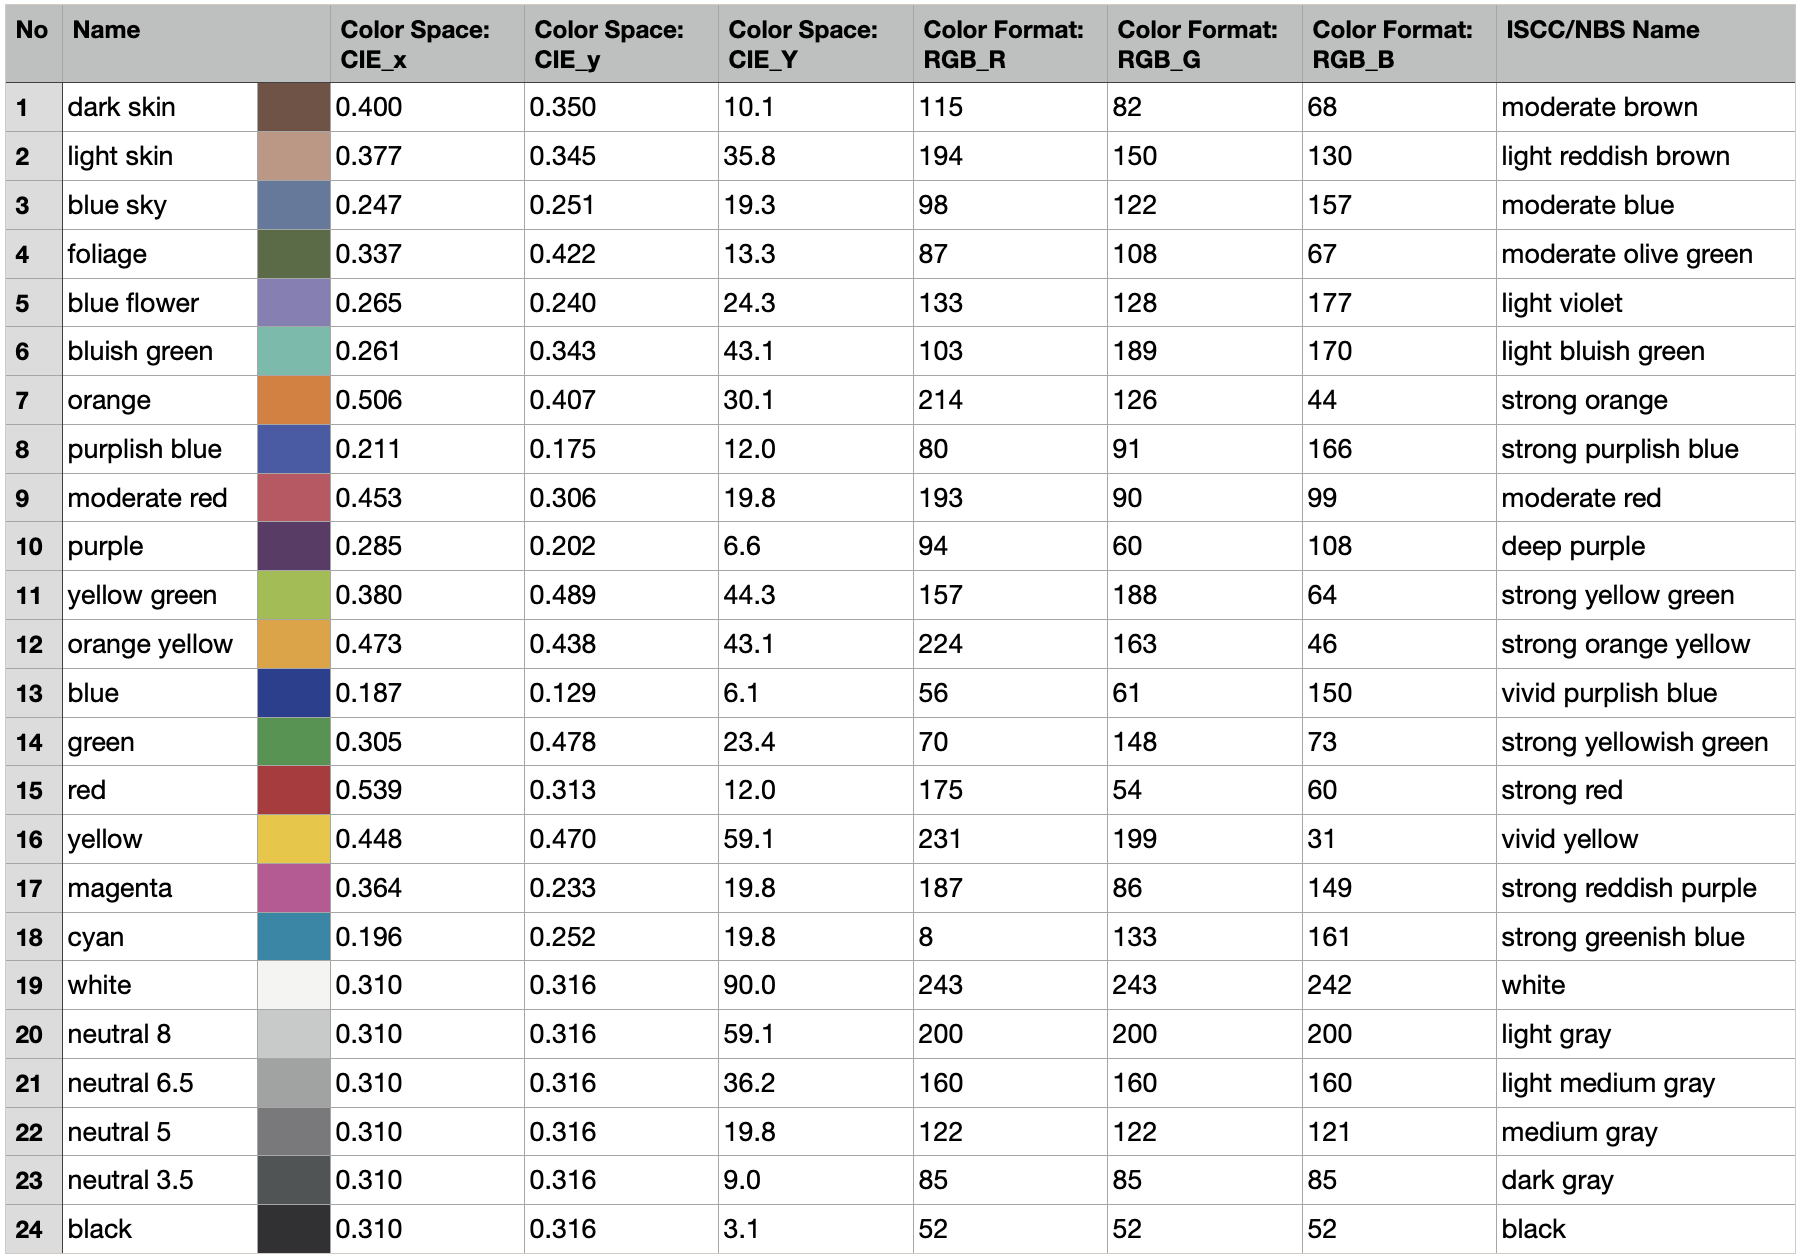 No Name Color Space: CIE_x Color Space: CIE_y Color Space: CIE_Y Color Format: RGB_R Color Format: RGB_G Color Format: RGB_B ISCC/NBS Name
1 dark skin 0.400 0.350 10.1 115 82 68 moderate brown
2 light skin 0.377 0.345 35.8 194 150 130 light reddish brown
3 blue sky 0.247 0.251 19.3 98 122 157 moderate blue
4 foliage 0.337 0.422 13.3 87 108 67 moderate olive green
5 blue flower 0.265 0.240 24.3 133 128 177 light violet
6 bluish green 0.261 0.343 43.1 103 189 170 light bluish green
7 orange 0.506 0.407 30.1 214 126 44 strong orange
8 purplish blue 0.211 0.175 12.0 80 91 166 strong purplish blue
9 moderate red 0.453 0.306 19.8 193 90 99 moderate red
10 purple 0.285 0.202 6.6 94 60 108 deep purple
11 yellow green 0.380 0.489 44.3 157 188 64 strong yellow green
12 orange yellow 0.473 0.438 43.1 224 163 46 strong orange yellow
13 blue 0.187 0.129 6.1 56 61 150 vivid purplish blue
14 green 0.305 0.478 23.4 70 148 73 strong yellowish green
15 red 0.539 0.313 12.0 175 54 60 strong red
16 yellow 0.448 0.470 59.1 231 199 31 vivid yellow
17 magenta 0.364 0.233 19.8 187 86 149 strong reddish purple
18 cyan 0.196 0.252 19.8 8 133 161 strong greenish blue
19 white 0.310 0.316 90.0 243 243 242 white
20 neutral 8 0.310 0.316 59.1 200 200 200 light gray
21 neutral 6.5 0.310 0.316 36.2 160 160 160 light medium gray
22 neutral 5 0.310 0.316 19.8 122 122 121 medium gray
23 neutral 3.5 0.310 0.316 9.0 85 85 85 dark gray
24 black 0.310 0.316 3.1 52 52 52 black